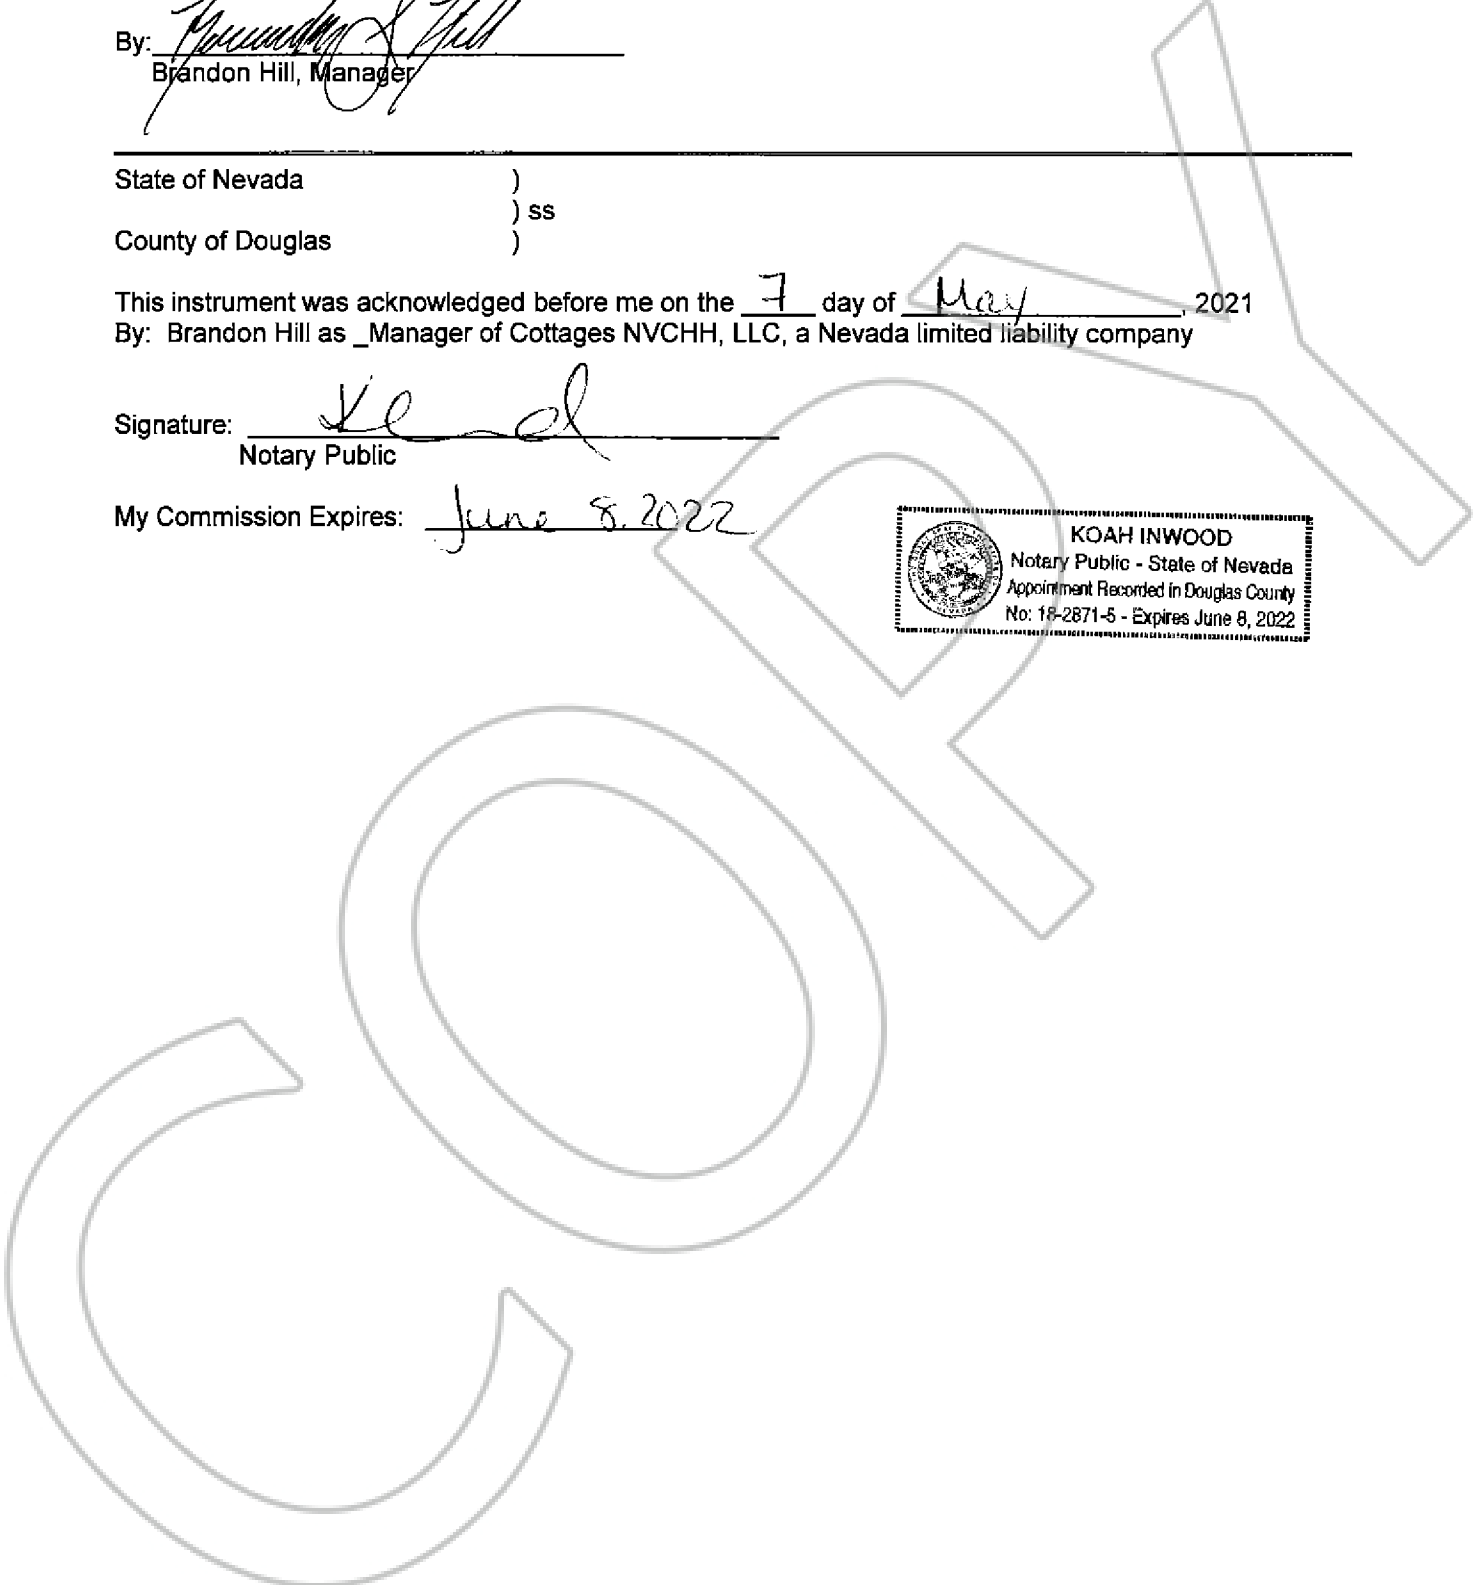 By:
Brandon Hill, Manager
State of Nevada )
) ss
County of Douglas )
This instrument was acknowledged before me on the 7 day of May, 2021
By: Brandon Hill as _Manager of Cottages NVCHH, LLC, a Nevada limited liability company
Signature:
Notary Public
My Commission Expires: June 8, 2022
KOAH INWOOD
Notary Public - State of Nevada
Appointment Recorded in Douglas County
No: 18-2871-5 - Expires June 8, 2022
COPY